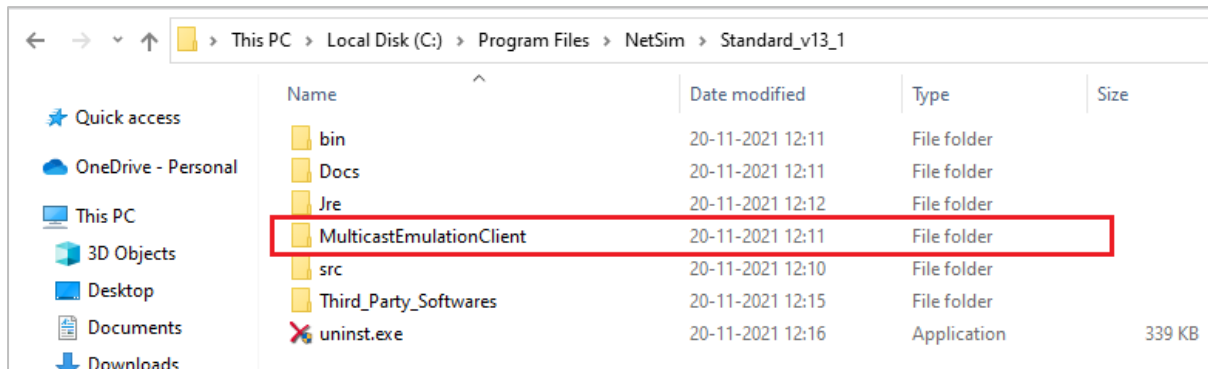 This PC > Local Disk (C:) > Program Files > NetSim > Standard_v13_1
Name Date modified Type Size
Quick access
OneDrive - Personal
This PC
3D Objects
Desktop
Documents
Downloads
bin 20-11-2021 12:11 File folder
Docs 20-11-2021 12:11 File folder
Jre 20-11-2021 12:12 File folder
MulticastEmulationClient 20-11-2021 12:11 File folder
src 20-11-2021 12:10 File folder
Third_Party_Softwares 20-11-2021 12:15 File folder
uninst.exe 20-11-2021 12:16 Application 339 KB